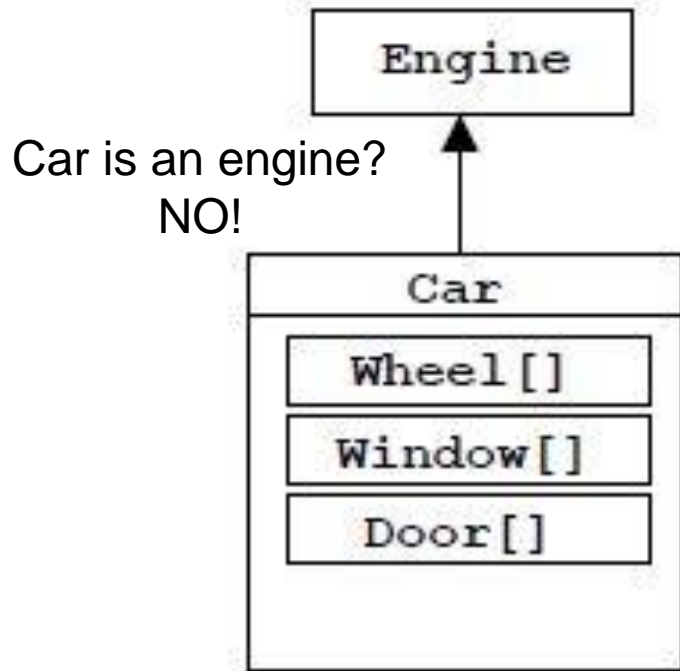 Engine
Car is an engine?
NO!
Car
Wheel[]
Window[]
Door[]